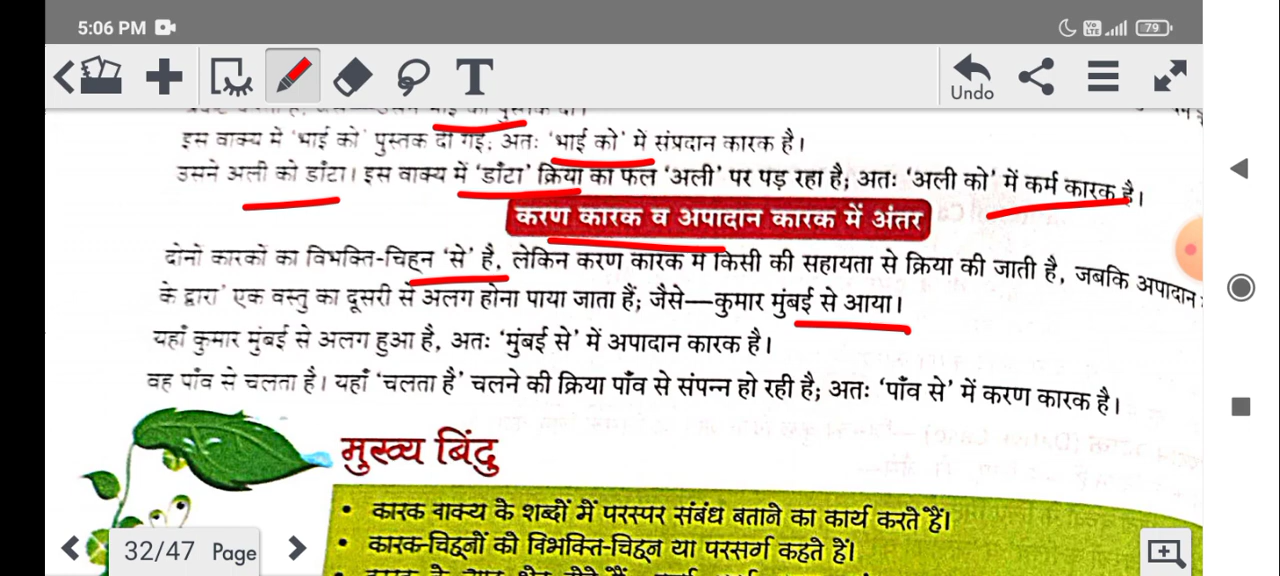 5:06 PM
79
T
Undo
भाई को पुस्तक दी।
इस वाक्य में 'भाई को' पुस्तक दी गई; अतः 'भाई को' में संप्रदान कारक है।
उसने अली को डाँटा। इस वाक्य में 'डाँटा' क्रिया का फल 'अली' पर पड़ रहा है; अतः 'अली को' में कर्म कारक है।
करण कारक व अपादान कारक में अंतर
दोनों कारकों का विभक्ति-चिह्न 'से' है, लेकिन करण कारक में किसी की सहायता से क्रिया की जाती है, जबकि अपादान
के द्वारा एक वस्तु का दूसरी से अलग होना पाया जाता हैं; जैसे—कुमार मुंबई से आया।
यहाँ कुमार मुंबई से अलग हुआ है, अतः 'मुंबई से' में अपादान कारक है।
वह पाँव से चलता है। यहाँ 'चलता है' चलने की क्रिया पाँव से संपन्न हो रही है; अतः 'पाँव से' में करण कारक है।
मुख्य बिंदु
• कारक वाक्य के शब्दों में परस्पर संबंध बताने का कार्य करते हैं।
• कारक-चिह्नों को विभक्ति-चिह्न या परसर्ग कहते हैं।
32/47 Page